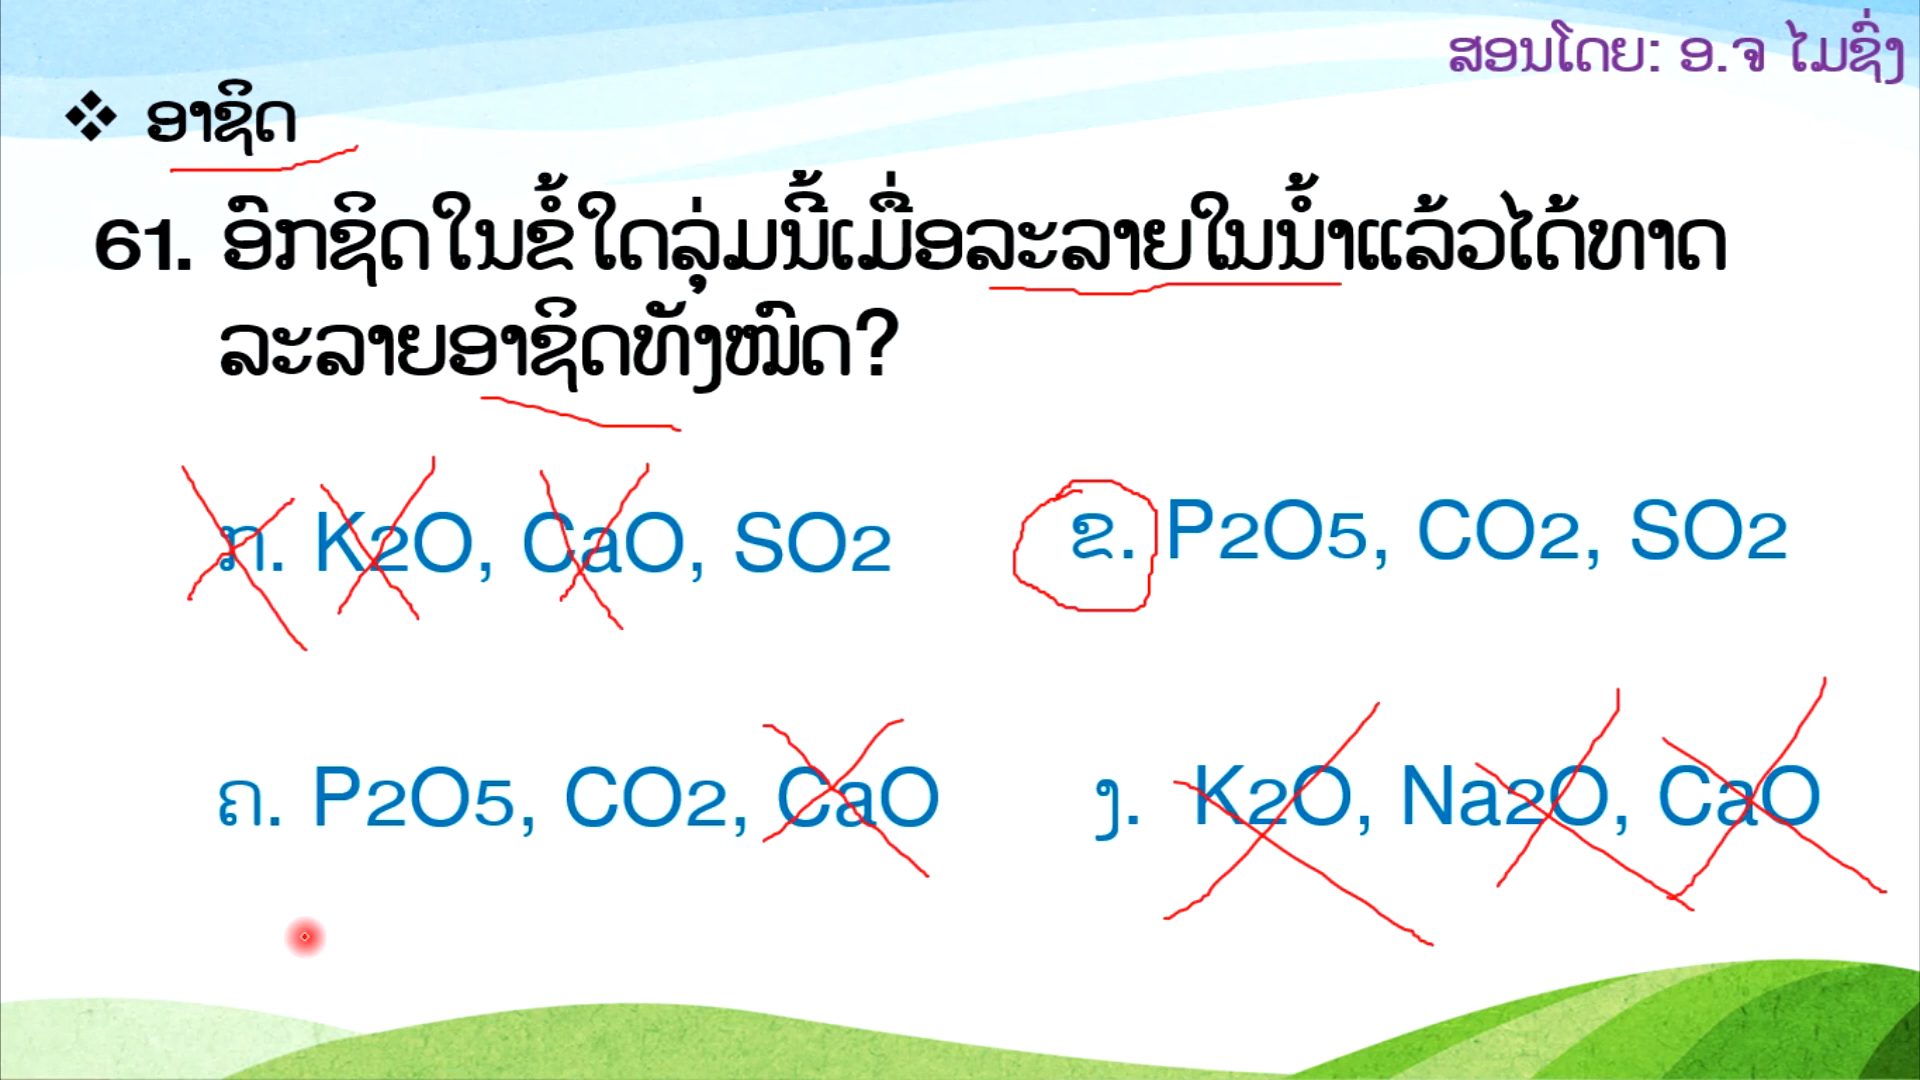 ສອນໂດຍ: ອ.ຈ ໄມຊົ່ງ
❖ ອາຊິດ
61. ອົກຊິດໃນຂໍ້ໃດລຸ່ມນີ້ເມື່ອລະລາຍໃນນ້ຳແລ້ວໄດ້ທາດ
ລະລາຍອາຊິດທັງໝົດ?
ກ. K2O, CaO, SO2
ຂ. P2O5, CO2, SO2
ຄ. P2O5, CO2, CaO
ງ. K2O, Na2O, CaO